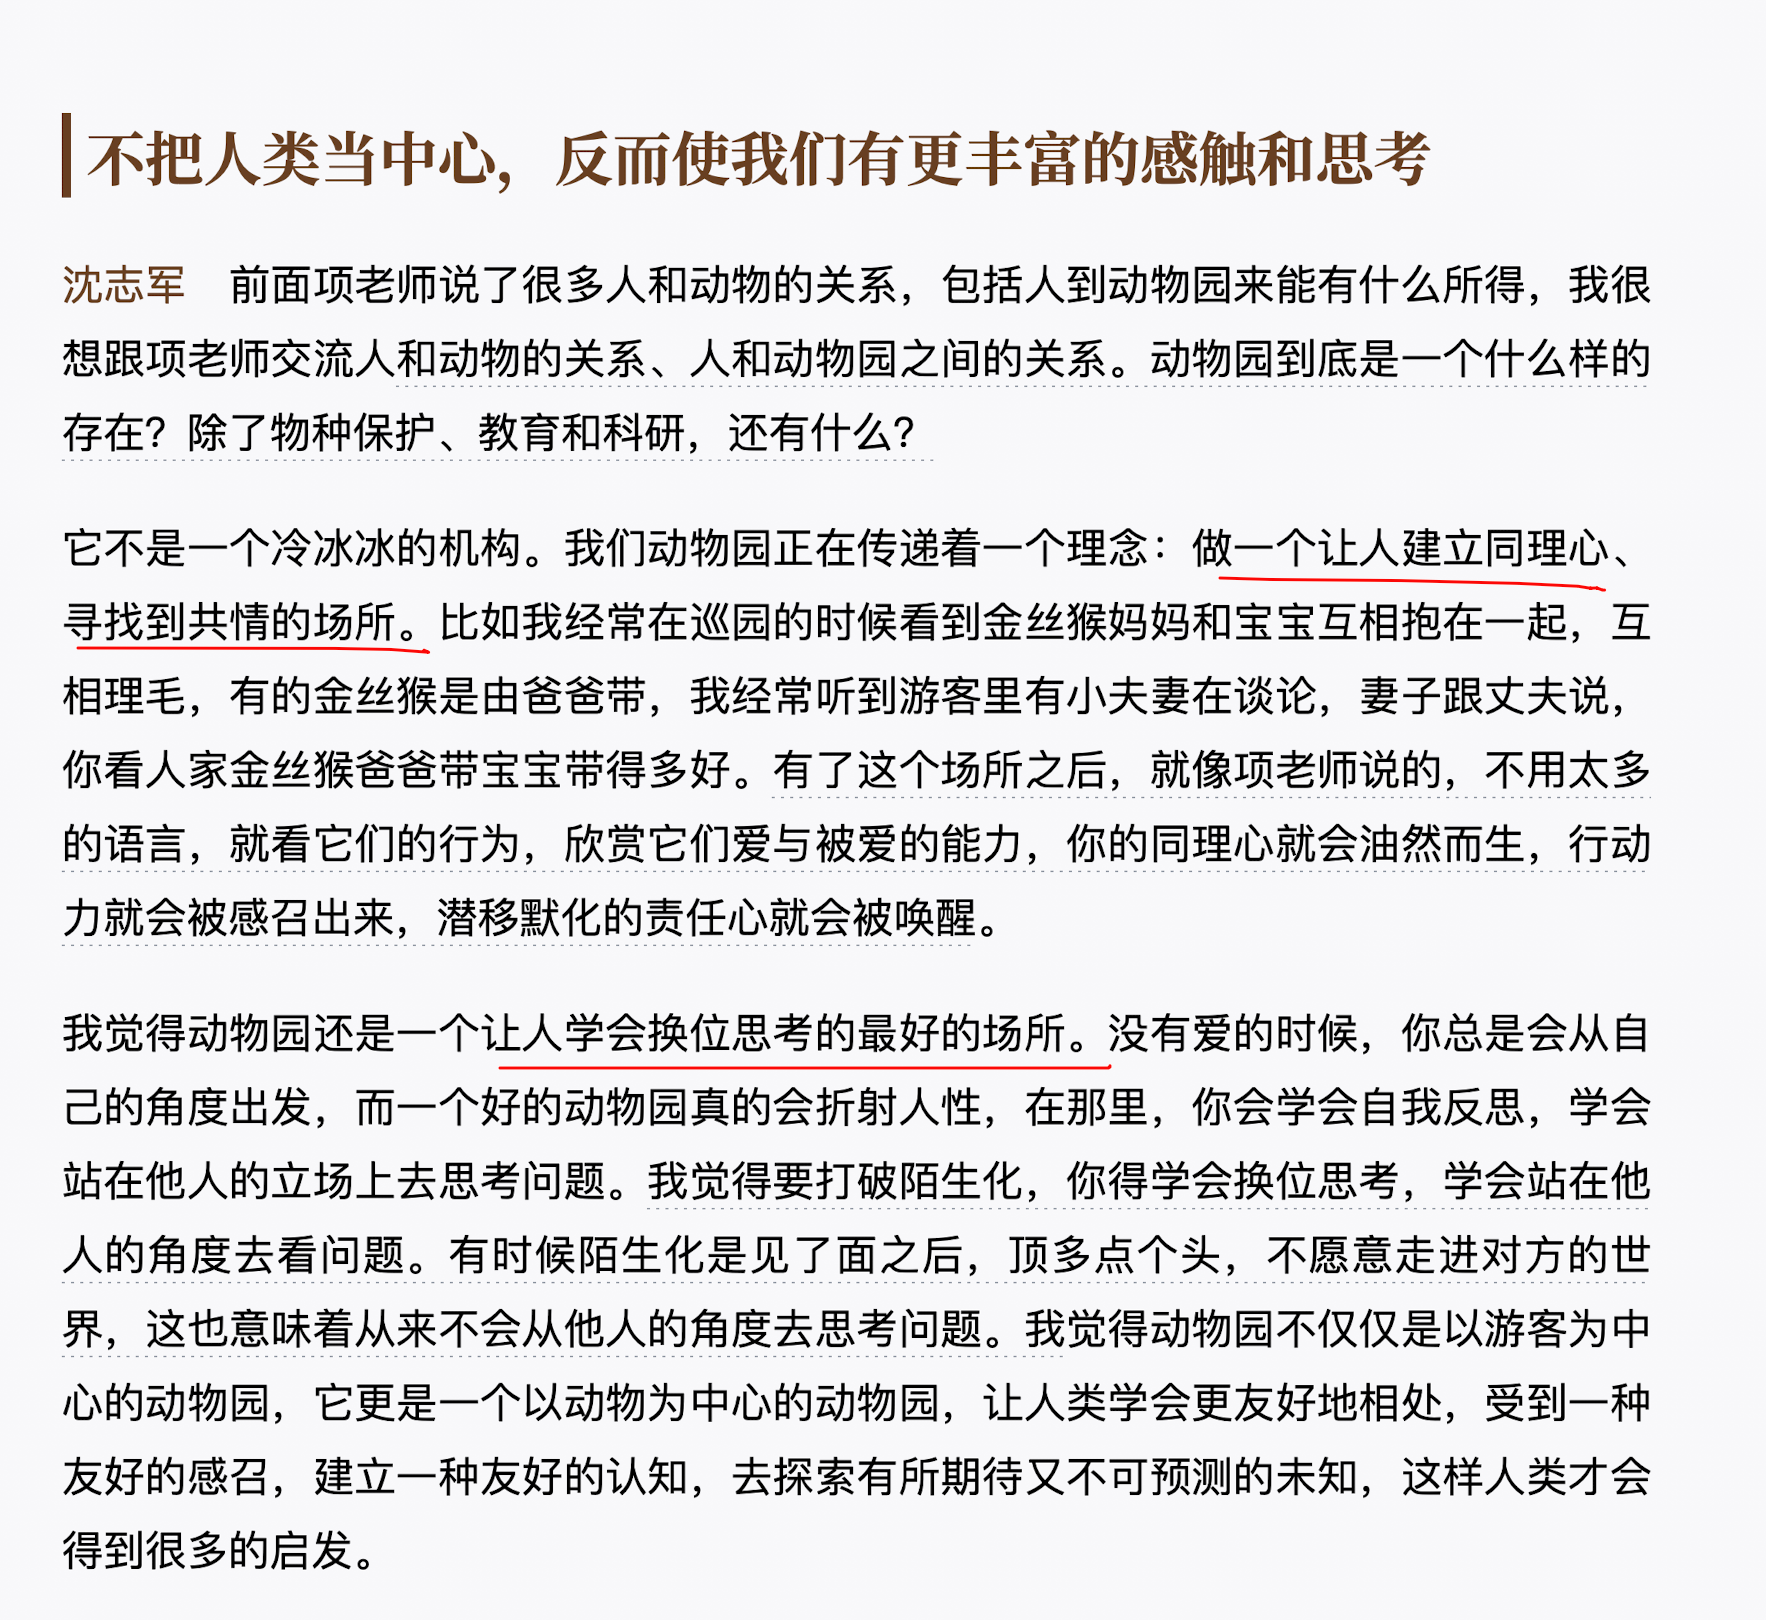 不把人类当中心，反而使我们有更丰富的感触和思考
沈志军　前面项老师说了很多人和动物的关系，包括人到动物园来能有什么所得，我很
想跟项老师交流人和动物的关系、人和动物园之间的关系。动物园到底是一个什么样的
存在？除了物种保护、教育和科研，还有什么？
它不是一个冷冰冰的机构。我们动物园正在传递着一个理念：做一个让人建立同理心、
寻找到共情的场所。比如我经常在巡园的时候看到金丝猴妈妈和宝宝互相抱在一起，互
相理毛，有的金丝猴是由爸爸带，我经常听到游客里有小夫妻在谈论，妻子跟丈夫说，
你看人家金丝猴爸爸带宝宝带得多好。有了这个场所之后，就像项老师说的，不用太多
的语言，就看它们的行为，欣赏它们爱与被爱的能力，你的同理心就会油然而生，行动
力就会被感召出来，潜移默化的责任心就会被唤醒。
我觉得动物园还是一个让人学会换位思考的最好的场所。没有爱的时候，你总是会从自
己的角度出发，而一个好的动物园真的会折射人性，在那里，你会学会自我反思，学会
站在他人的立场上去思考问题。我觉得要打破陌生化，你得学会换位思考，学会站在他
人的角度去看问题。有时候陌生化是见了面之后，顶多点个头，不愿意走进对方的世
界，这也意味着从来不会从他人的角度去思考问题。我觉得动物园不仅仅是以游客为中
心的动物园，它更是一个以动物为中心的动物园，让人类学会更友好地相处，受到一种
友好的感召，建立一种友好的认知，去探索有所期待又不可预测的未知，这样人类才会
得到很多的启发。